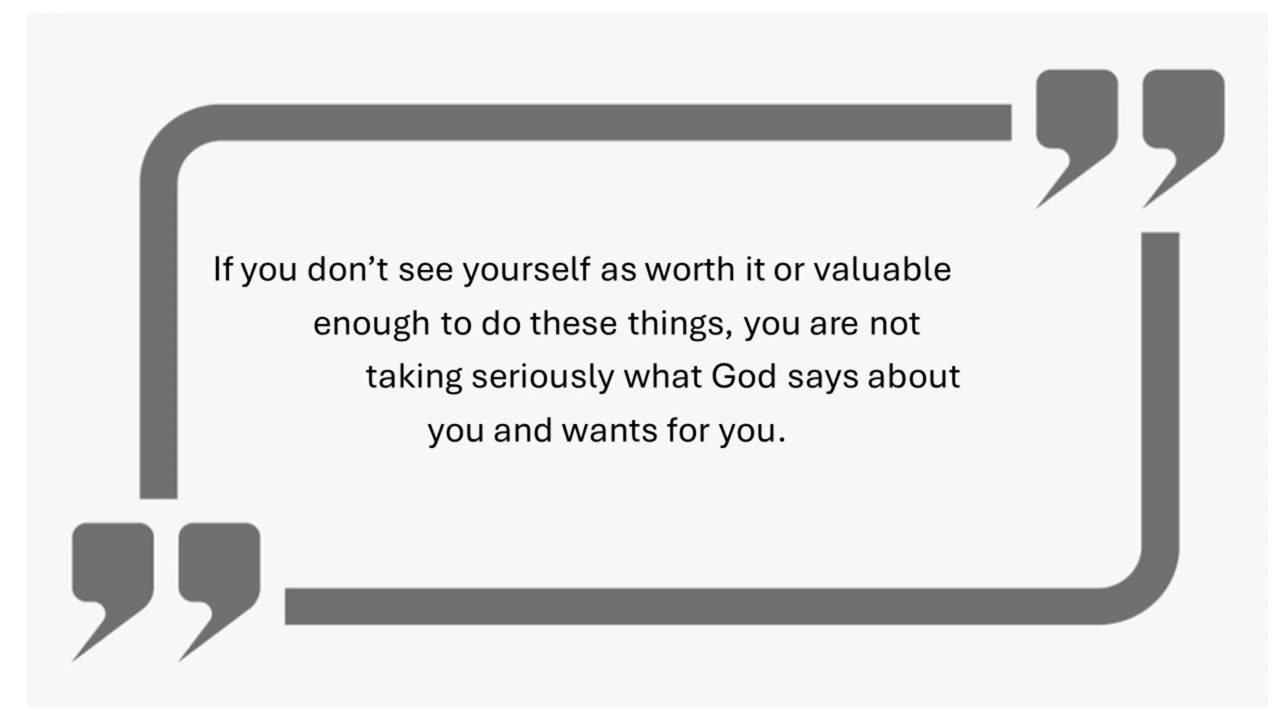 If you don’t see yourself as worth it or valuable
enough to do these things, you are not
taking seriously what God says about
you and wants for you.